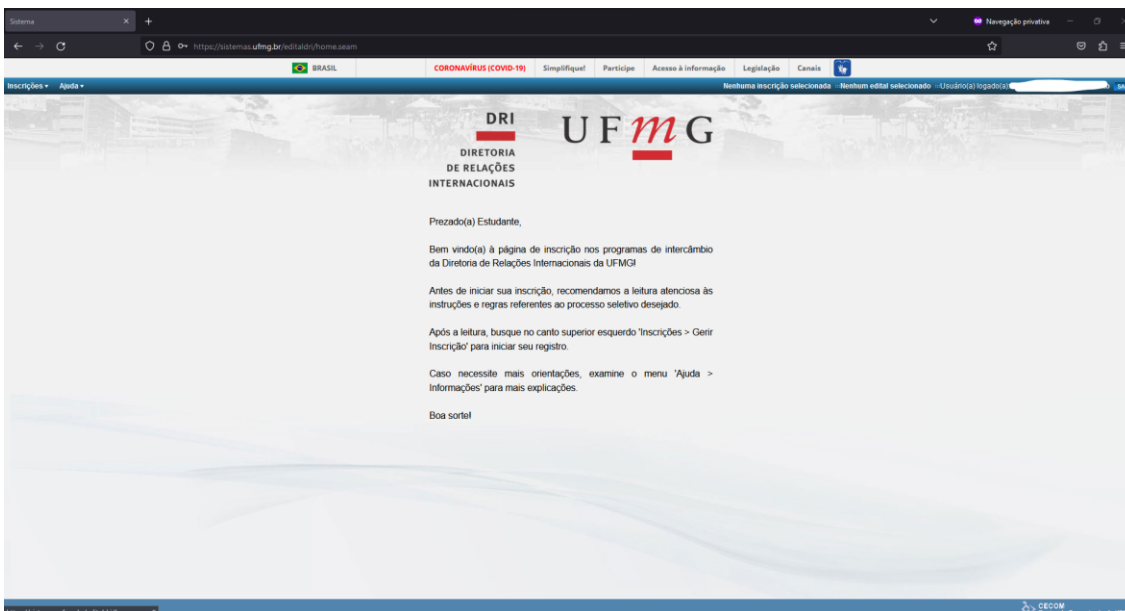 Sistema
Navegação privativa
https://sistemas.ufmg.br/editaldri/home.seam
BRASIL CORONAVÍRUS (COVID-19) Simplifique! Participe Acesso à informação Legislação Canais
Inscrições Ajuda Nenhuma inscrição selecionada Nenhum edital selecionado Usuário(a) logado(a):
DRI
UFmG
DIRETORIA
DE RELAÇÕES
INTERNACIONAIS
Prezado(a) Estudante,
Bem vindo(a) à página de inscrição nos programas de intercâmbio
da Diretoria de Relações Internacionais da UFMG!
Antes de iniciar sua inscrição, recomendamos a leitura atenciosa às
instruções e regras referentes ao processo seletivo desejado.
Após a leitura, busque no canto superior esquerdo 'Inscrições > Gerir
Inscrição' para iniciar seu registro.
Caso necessite mais orientações, examine o menu 'Ajuda >
Informações' para mais explicações.
Boa sorte!
CECOM